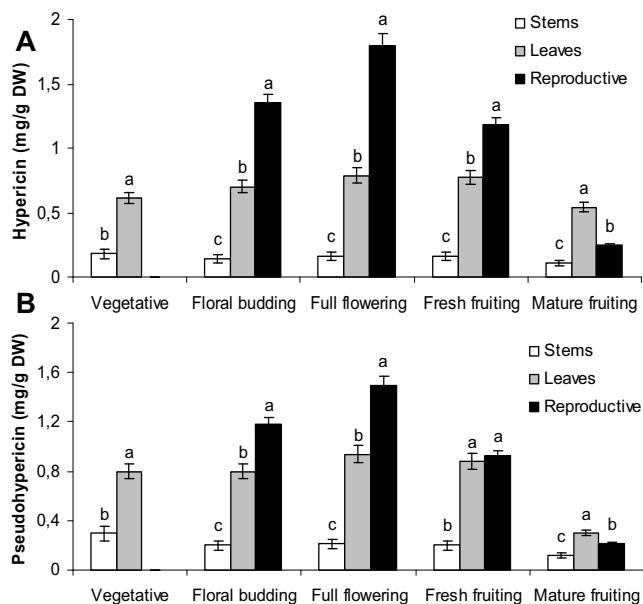 A
Hypericin (mg/g DW)
2
1,5
1
0,5
0
Stems
Leaves
Reproductive
b a
c b a
c b a
c b a
c a b
Vegetative Floral budding Full flowering Fresh fruiting Mature fruiting
B
Pseudohypericin (mg/g DW)
2
1,6
1,2
0,8
0,4
0
Stems
Leaves
Reproductive
b a
c b a
c b a
b a a
c a b
Vegetative Floral budding Full flowering Fresh fruiting Mature fruiting